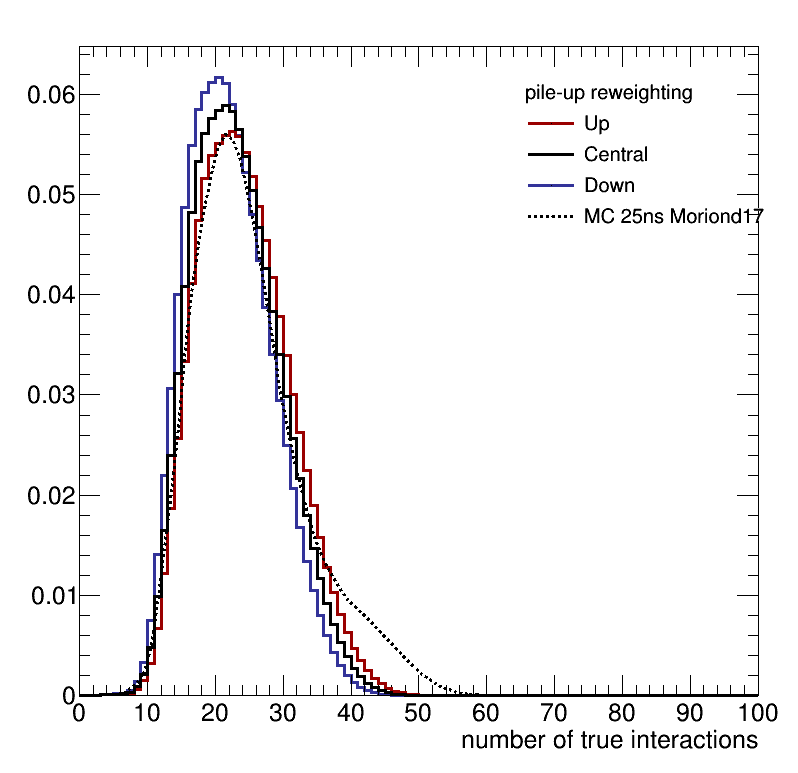 pile-up reweighting
Up
Central
Down
MC 25ns Moriond17
0.06
0.05
0.04
0.03
0.02
0.01
0
0 10 20 30 40 50 60 70 80 90 100
number of true interactions